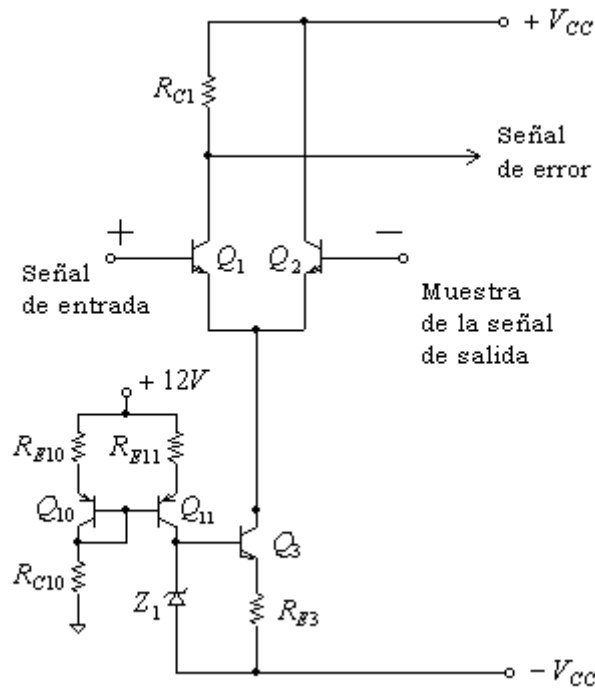 + V_CC
R_C1
Señal
de error
+
−
Q_1
Q_2
Señal
de entrada
Muestra
de la señal
de salida
+ 12V
R_E10
R_E11
Q_10
Q_11
Q_3
R_C10
Z_1
R_E3
− V_CC